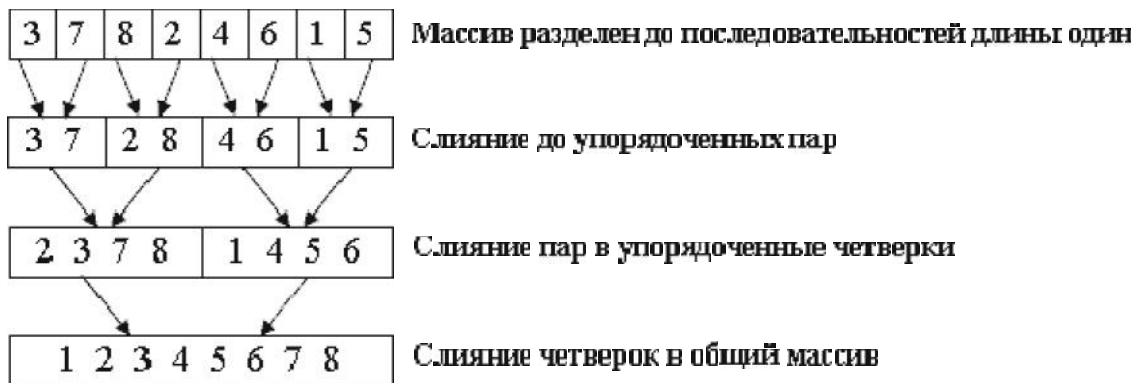 3 7 8 2 4 6 1 5 Массив разделен до последовательностей длины один
3 7 2 8 4 6 1 5 Слияние до упорядоченных пар
2 3 7 8 1 4 5 6 Слияние пар в упорядоченные четверки
1 2 3 4 5 6 7 8 Слияние четверок в общий массив